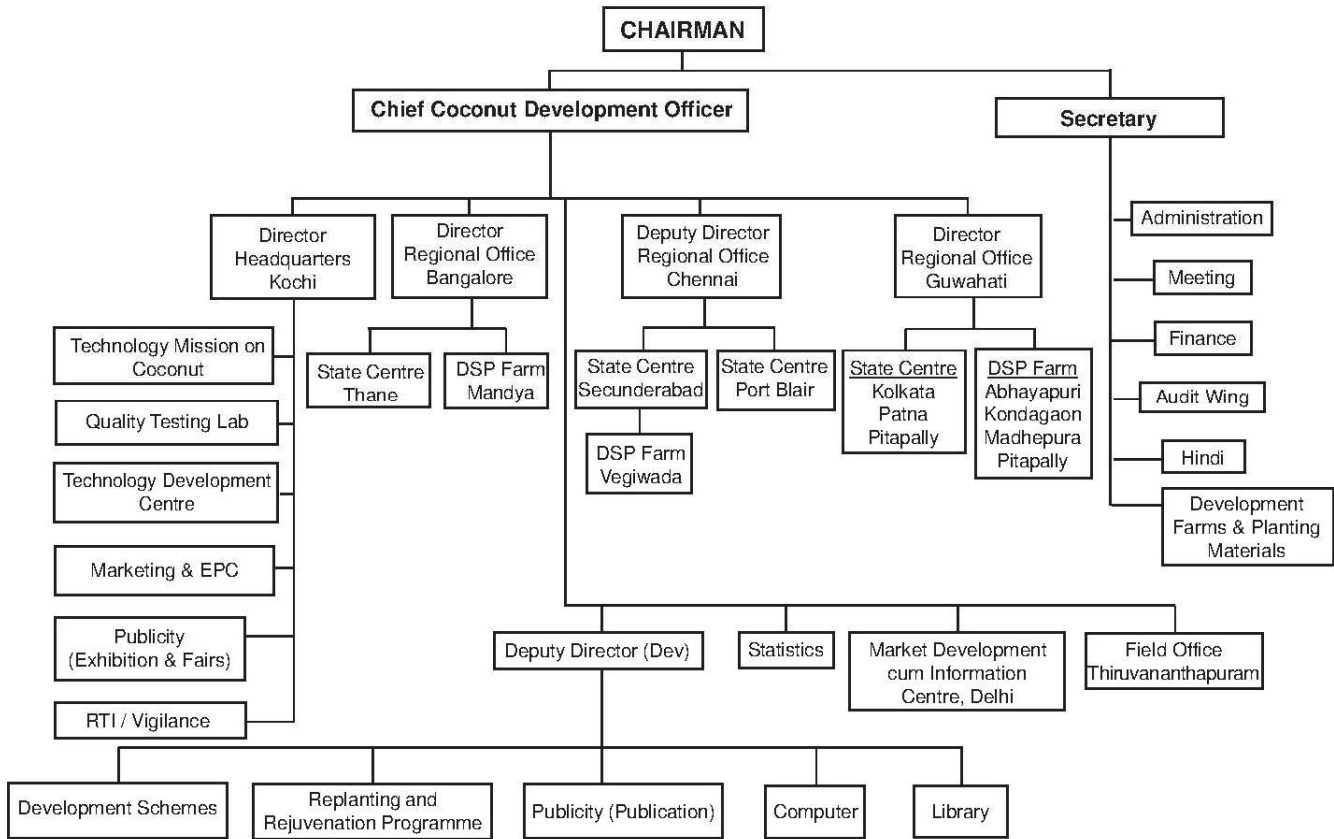 CHAIRMAN
Chief Coconut Development Officer
Secretary
Director
Headquarters
Kochi
Director
Regional Office
Bangalore
Deputy Director
Regional Office
Chennai
Director
Regional Office
Guwahati
Administration
Meeting
Finance
Audit Wing
Hindi
Development
Farms & Planting
Materials
Technology Mission on
Coconut
Quality Testing Lab
Technology Development
Centre
Marketing & EPC
Publicity
(Exhibition & Fairs)
RTI / Vigilance
State Centre
Thane
DSP Farm
Mandya
State Centre
Secunderabad
State Centre
Port Blair
DSP Farm
Vegiwada
State Centre
Kolkata
Patna
Pitapally
DSP Farm
Abhayapuri
Kondagaon
Madhepura
Pitapally
Deputy Director (Dev)
Statistics
Market Development
cum Information
Centre, Delhi
Field Office
Thiruvananthapuram
Development Schemes
Replanting and
Rejuvenation Programme
Publicity (Publication)
Computer
Library